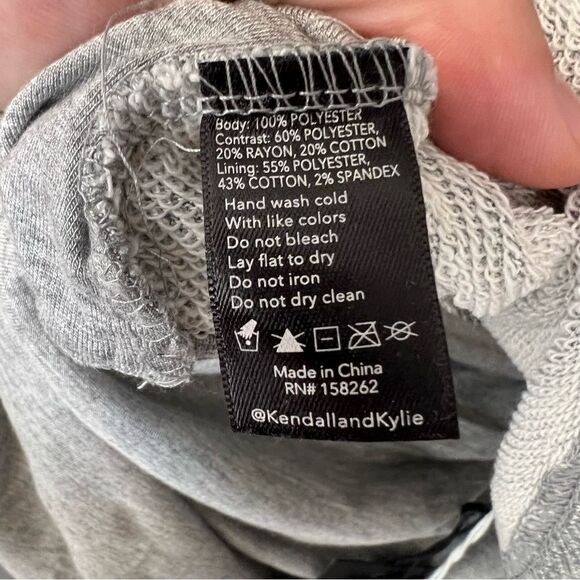 Body: 100% POLYESTER
Contrast: 60% POLYESTER,
20% RAYON, 20% COTTON
Lining: 55% POLYESTER,
43% COTTON, 2% SPANDEX
Hand wash cold
With like colors
Do not bleach
Lay flat to dry
Do not iron
Do not dry clean
Made in China
RN# 158262
@KendallandKylie